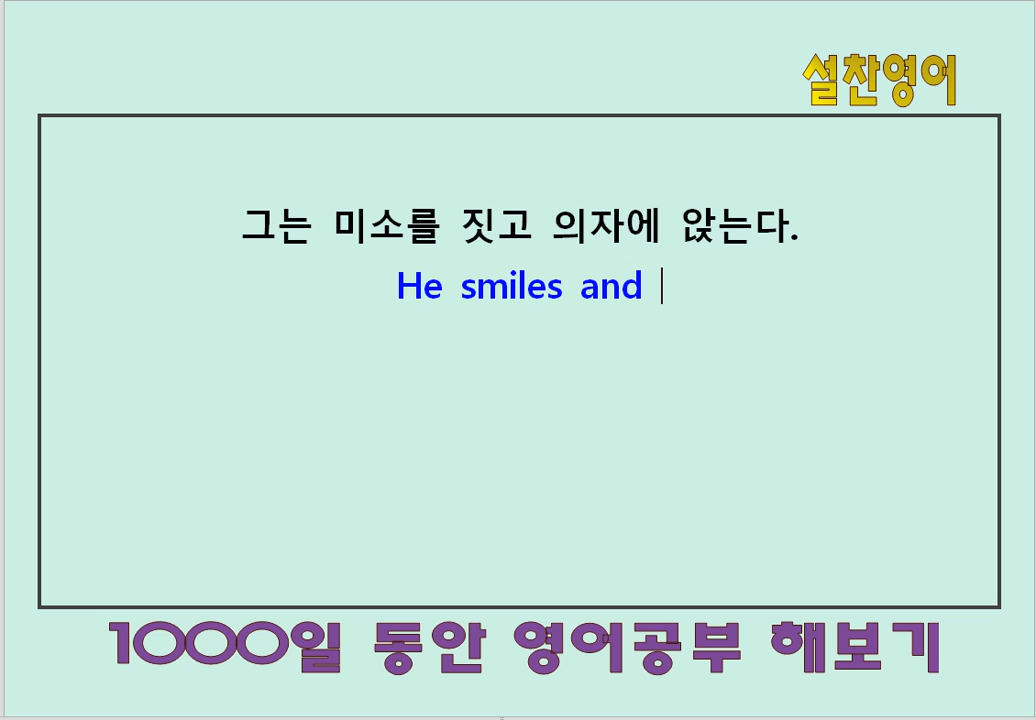 설찬영어
그는 미소를 짓고 의자에 앉는다.
He smiles and
1000일 동안 영어공부 해보기